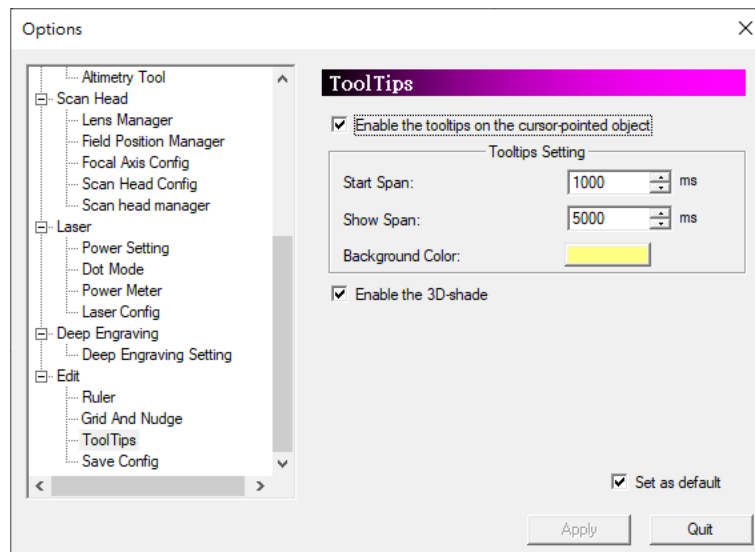 Options
Altimetry Tool
Scan Head
Lens Manager
Field Position Manager
Focal Axis Config
Scan Head Config
Scan head manager
Laser
Power Setting
Dot Mode
Power Meter
Laser Config
Deep Engraving
Deep Engraving Setting
Edit
Ruler
Grid And Nudge
ToolTips
Save Config
ToolTips
Enable the tooltips on the cursor-pointed object
Tooltips Setting
Start Span: 1000 ms
Show Span: 5000 ms
Background Color:
Enable the 3D-shade
Set as default
Apply Quit